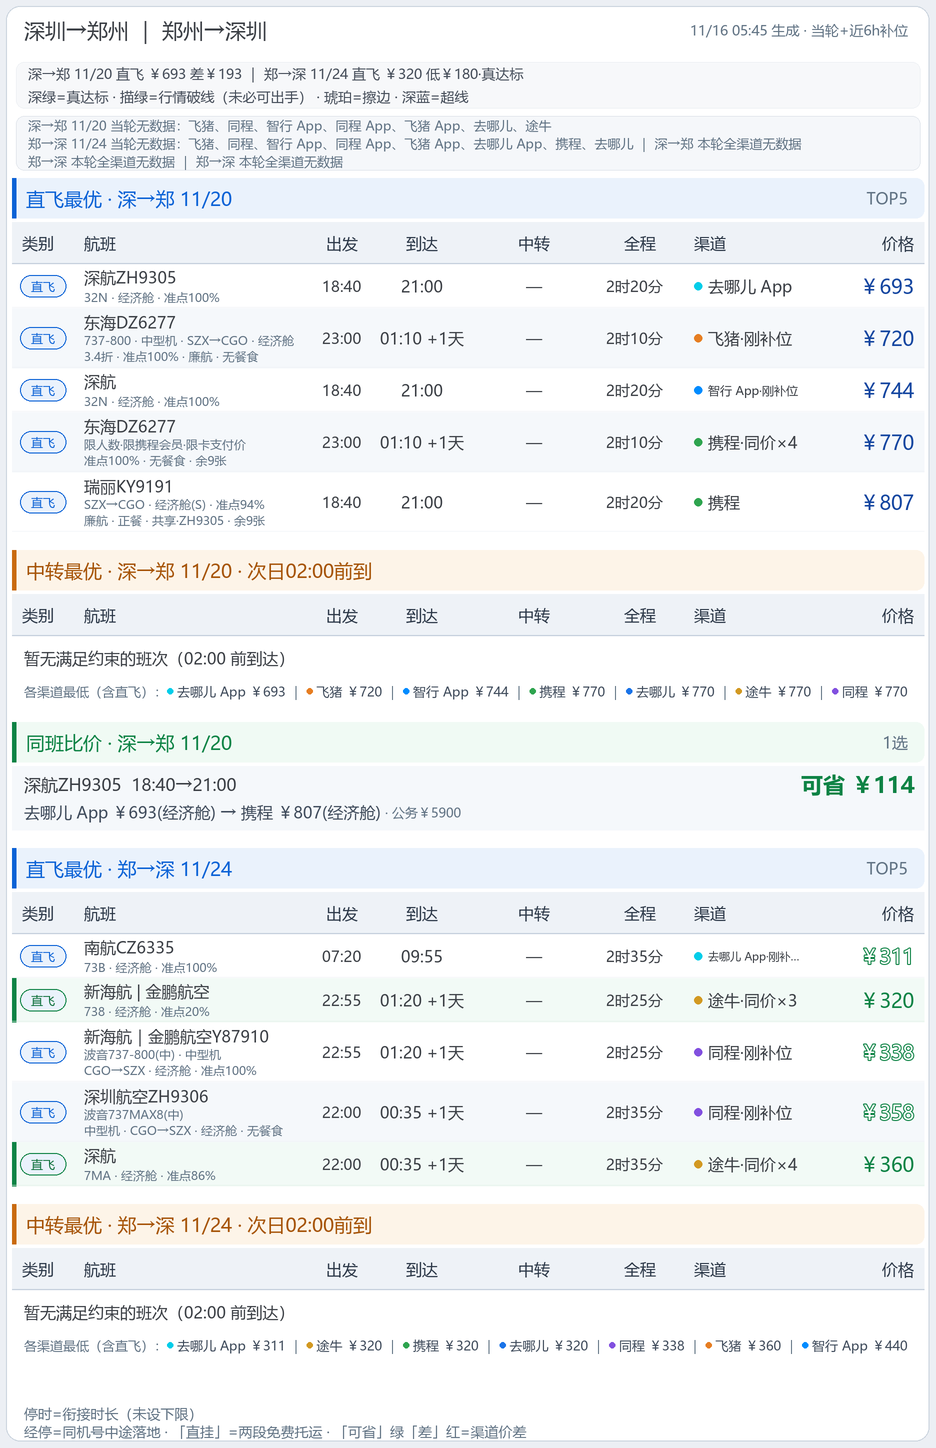 深圳→郑州 | 郑州→深圳
11/16 05:45 生成 · 当轮+近6h补位
深→郑 11/20 直飞 ¥693 差¥193 | 郑→深 11/24 直飞 ¥320 低¥180·真达标
深绿=真达标 · 描绿=行情破线（未必可出手） · 琥珀=擦边 · 深蓝=超线
深→郑 11/20 当轮无数据：飞猪、同程、智行 App、同程 App、飞猪 App、去哪儿、途牛
郑→深 11/24 当轮无数据：飞猪、同程、智行 App、同程 App、飞猪 App、去哪儿 App、携程、去哪儿 | 深→郑 本轮全渠道无数据
郑→深 本轮全渠道无数据 | 郑→深 本轮全渠道无数据
直飞最优 · 深→郑 11/20 TOP5
类别 航班 出发 到达 中转 全程 渠道 价格
直飞 深航ZH9305 18:40 21:00 — 2时20分 去哪儿 App ¥693
32N · 经济舱 · 准点100%
直飞 东海DZ6277 23:00 01:10 +1天 — 2时10分 飞猪·刚补位 ¥720
737-800 · 中型机 · SZX→CGO · 经济舱
3.4折 · 准点100% · 廉航 · 无餐食
直飞 深航 18:40 21:00 — 2时20分 智行 App·刚补位 ¥744
32N · 经济舱 · 准点100%
直飞 东海DZ6277 23:00 01:10 +1天 — 2时10分 携程·同价×4 ¥770
限人数·限携程会员·限卡支付价
准点100% · 无餐食 · 余9张
直飞 瑞丽KY9191 18:40 21:00 — 2时20分 携程 ¥807
SZX→CGO · 经济舱(S) · 准点94%
廉航 · 正餐 · 共享·ZH9305 · 余9张
中转最优 · 深→郑 11/20 · 次日02:00前到
类别 航班 出发 到达 中转 全程 渠道 价格
暂无满足约束的班次（02:00 前到达）
各渠道最低（含直飞）: 去哪儿 App ¥693 | 飞猪 ¥720 | 智行 App ¥744 | 携程 ¥770 | 去哪儿 ¥770 | 途牛 ¥770 | 同程 ¥770
同班比价 · 深→郑 11/20 1选
深航ZH9305 18:40→21:00 可省 ¥114
去哪儿 App ¥693(经济舱) → 携程 ¥807(经济舱) · 公务¥5900
直飞最优 · 郑→深 11/24 TOP5
类别 航班 出发 到达 中转 全程 渠道 价格
直飞 南航CZ6335 07:20 09:55 — 2时35分 去哪儿 App·刚补… ¥311
73B · 经济舱 · 准点100%
直飞 新海航 | 金鹏航空 22:55 01:20 +1天 — 2时25分 途牛·同价×3 ¥320
738 · 经济舱 · 准点20%
直飞 新海航 | 金鹏航空Y87910 22:55 01:20 +1天 — 2时25分 同程·刚补位 ¥338
波音737-800(中) · 中型机
CGO→SZX · 经济舱 · 准点100%
直飞 深圳航空ZH9306 22:00 00:35 +1天 — 2时35分 同程·刚补位 ¥358
波音737MAX8(中)
中型机 · CGO→SZX · 经济舱 · 无餐食
直飞 深航 22:00 00:35 +1天 — 2时35分 途牛·同价×4 ¥360
7MA · 经济舱 · 准点86%
中转最优 · 郑→深 11/24 · 次日02:00前到
类别 航班 出发 到达 中转 全程 渠道 价格
暂无满足约束的班次（02:00 前到达）
各渠道最低（含直飞）: 去哪儿 App ¥311 | 途牛 ¥320 | 携程 ¥320 | 去哪儿 ¥320 | 同程 ¥338 | 飞猪 ¥360 | 智行 App ¥440
停时=衔接时长（未设下限）
经停=同机号中途落地 · 「直挂」=两段免费托运 · 「可省」绿「差」红=渠道价差